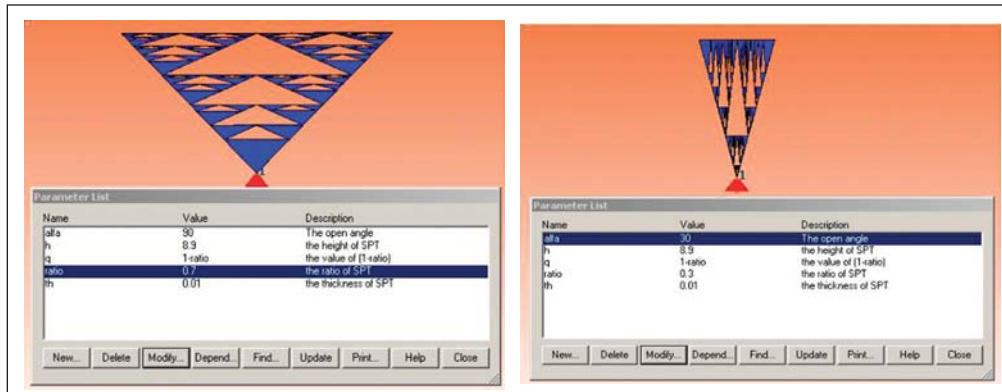 1
Parameter List
Name Value Description
alfa 90 The open angle
h 8.9 the height of SPT
q 1-ratio the value of (1-ratio)
ratio 0.7 the ratio of SPT
th 0.01 the thickness of SPT
New... Delete Modify... Depend... Find... Update Print... Help Close
1
Parameter List
Name Value Description
alfa 30 The open angle
h 8.9 the height of SPT
q 1-ratio the value of (1-ratio)
ratio 0.3 the ratio of SPT
th 0.01 the thickness of SPT
New... Delete Modify... Depend... Find... Update Print... Help Close